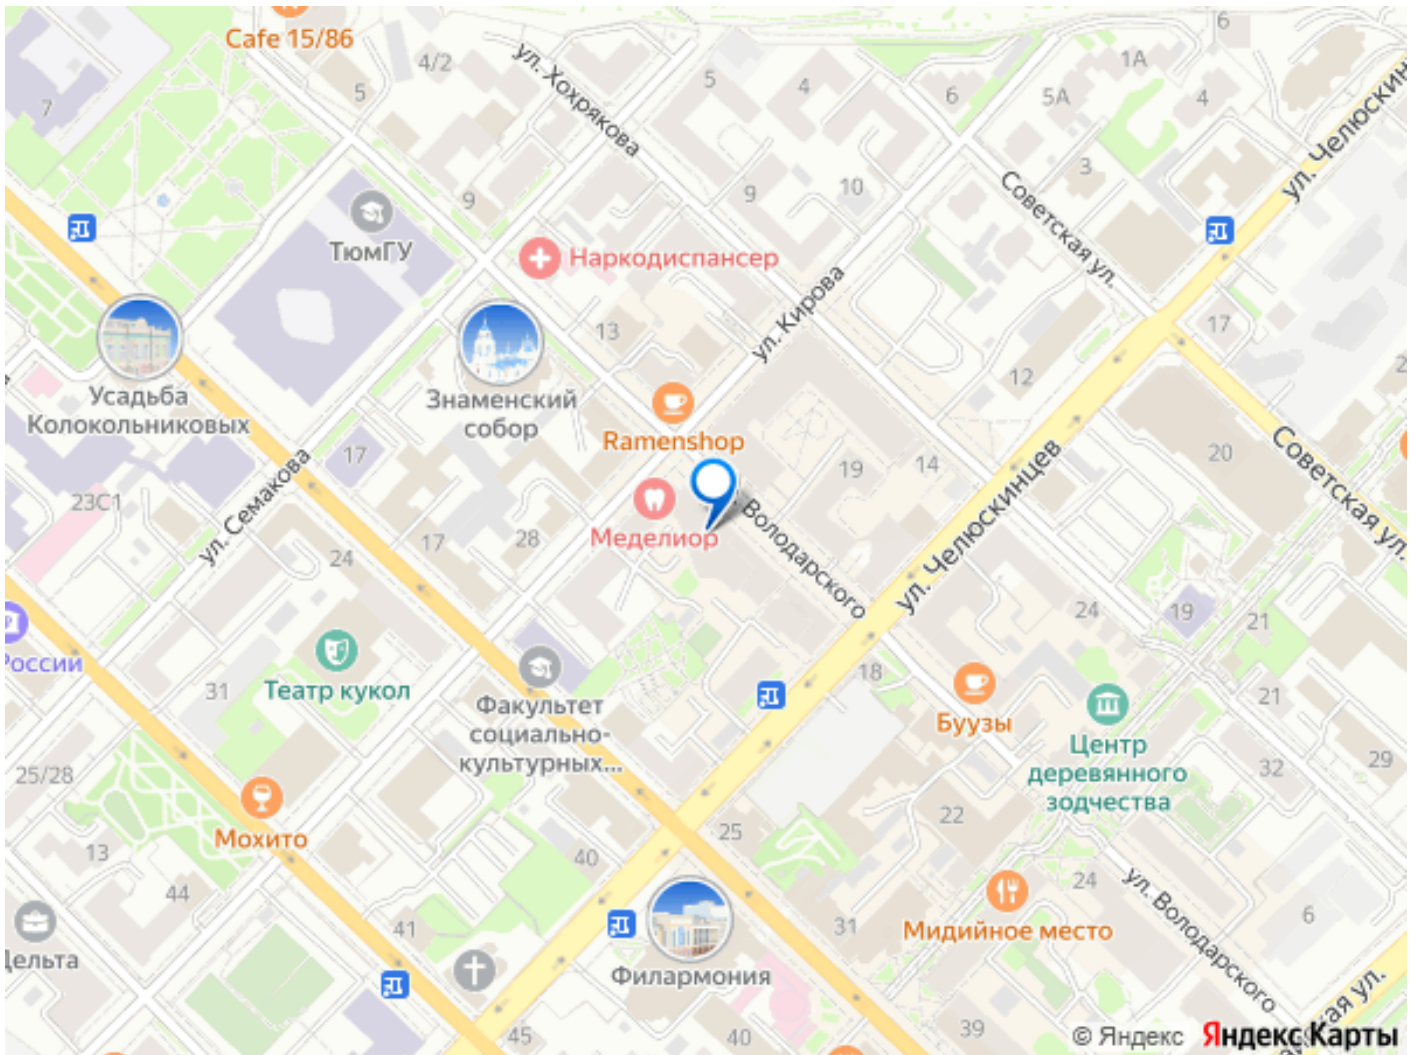 Cafe 15/86
4/2
5
7
ул. Хохрякова
5
4
6
6
1А
5А
4
ул. Челюскин
3
10
9
9
ТюмГУ
Наркодиспансер
Советская ул.
ул. Кирова
13
17
12
Усадьба
Колокольниковых
Знаменский
собор
Ramenshop
17
19
14
20
Советская ул.
23С1
ул. Семакова
Меделиор
Володарского
ул. Челюскинцев
28
17
24
24
19
21
России
31
Театр кукол
Факультет
социально-
культурных...
18
Буузы
21
Центр
деревянного
зодчества
29
32
25/28
Мохито
13
44
40
25
22
24
ул. Володарского
6
41
31
Мидийное место
Дельта
Филармония
45
40
39
ая ул.
© Яндекс Яндекс Карты